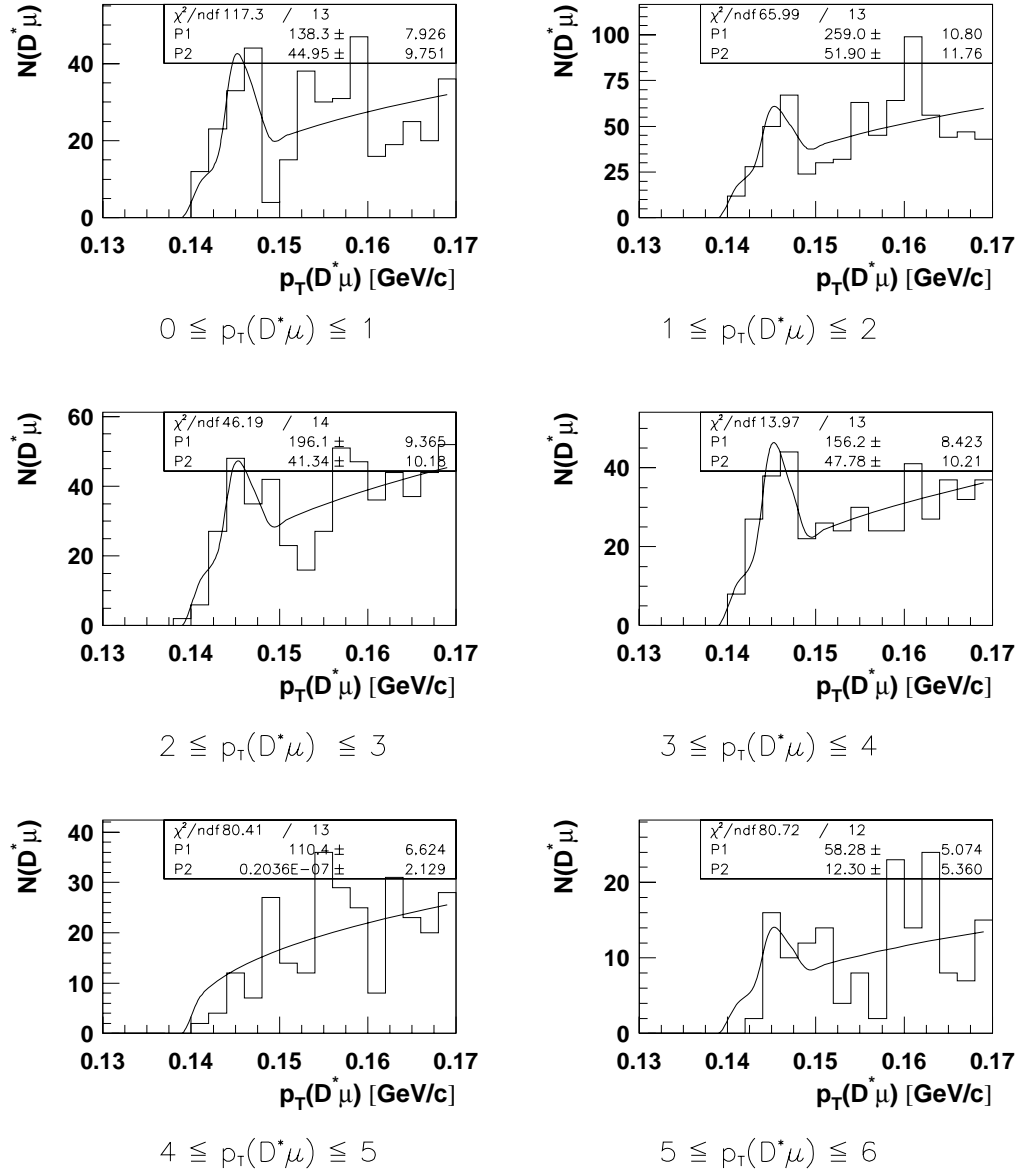 N(D*μ)
χ²/ndf 117.3 / 13
P1 138.3 ± 7.926
P2 44.95 ± 9.751
40
20
0
0.13 0.14 0.15 0.16 0.17
p_T(D*μ) [GeV/c]
0 ≦ p_T(D*μ) ≦ 1
N(D*μ)
χ²/ndf 65.99 / 13
P1 259.0 ± 10.80
P2 51.90 ± 11.76
100
75
50
25
0
0.13 0.14 0.15 0.16 0.17
p_T(D*μ) [GeV/c]
1 ≦ p_T(D*μ) ≦ 2
N(D*μ)
χ²/ndf 46.19 / 14
P1 196.1 ± 9.365
P2 41.34 ± 10.18
60
40
20
0
0.13 0.14 0.15 0.16 0.17
p_T(D*μ) [GeV/c]
2 ≦ p_T(D*μ) ≦ 3
N(D*μ)
χ²/ndf 13.97 / 13
P1 156.2 ± 8.423
P2 47.78 ± 10.21
40
20
0
0.13 0.14 0.15 0.16 0.17
p_T(D*μ) [GeV/c]
3 ≦ p_T(D*μ) ≦ 4
N(D*μ)
χ²/ndf 80.41 / 13
P1 110.4 ± 6.624
P2 0.2036E-07 ± 2.129
40
30
20
10
0
0.13 0.14 0.15 0.16 0.17
p_T(D*μ) [GeV/c]
4 ≦ p_T(D*μ) ≦ 5
N(D*μ)
χ²/ndf 80.72 / 12
P1 58.28 ± 5.074
P2 12.30 ± 5.360
20
10
0
0.13 0.14 0.15 0.16 0.17
p_T(D*μ) [GeV/c]
5 ≦ p_T(D*μ) ≦ 6